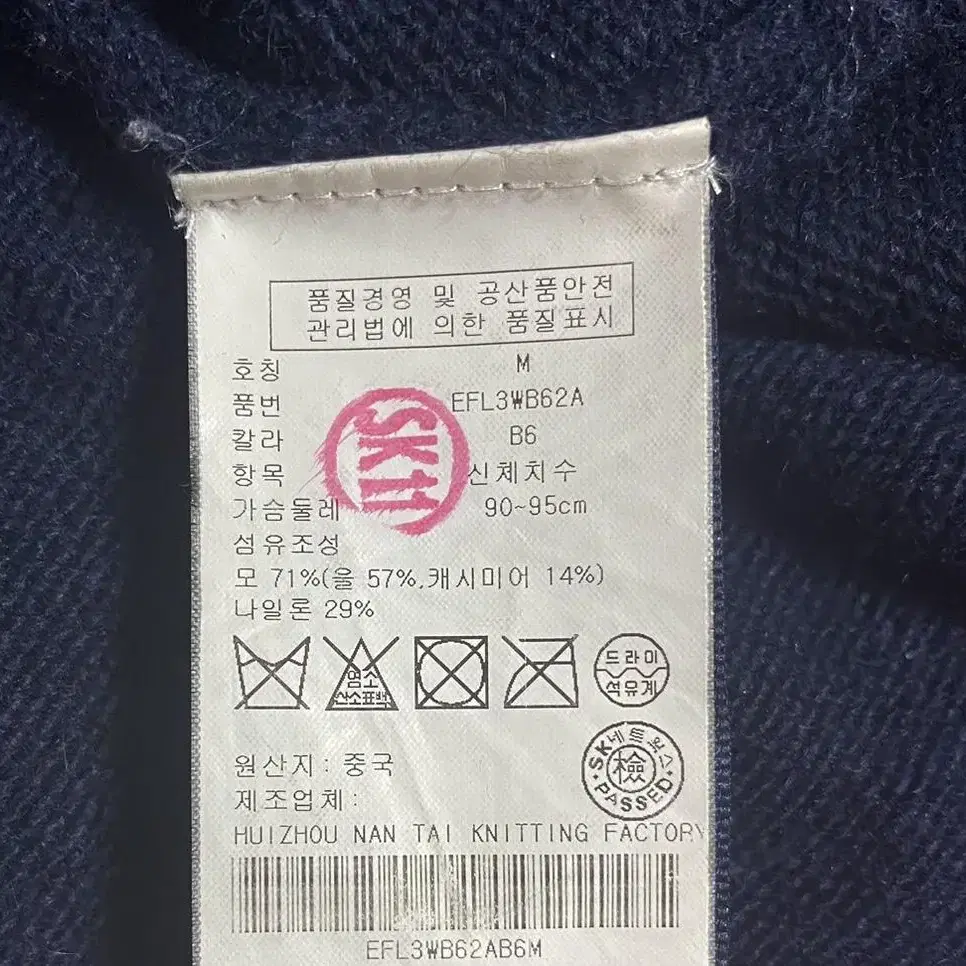 품질경영 및 공산품안전
관리법에 의한 품질표시
호칭 M
품번 EFL3WB62A
칼라 B6
항목 신체치수
가슴둘레 90~95cm
SKH
섬유조성
모 71%(울 57%,캐시미어 14%)
나일론 29%
염소
산소표백
드라이
석유계
원산지: 중국
SK네트웍스
檢
PASSED
제조업체:
HUIZHOU NAN TAI KNITTING FACTORY
EFL3WB62AB6M